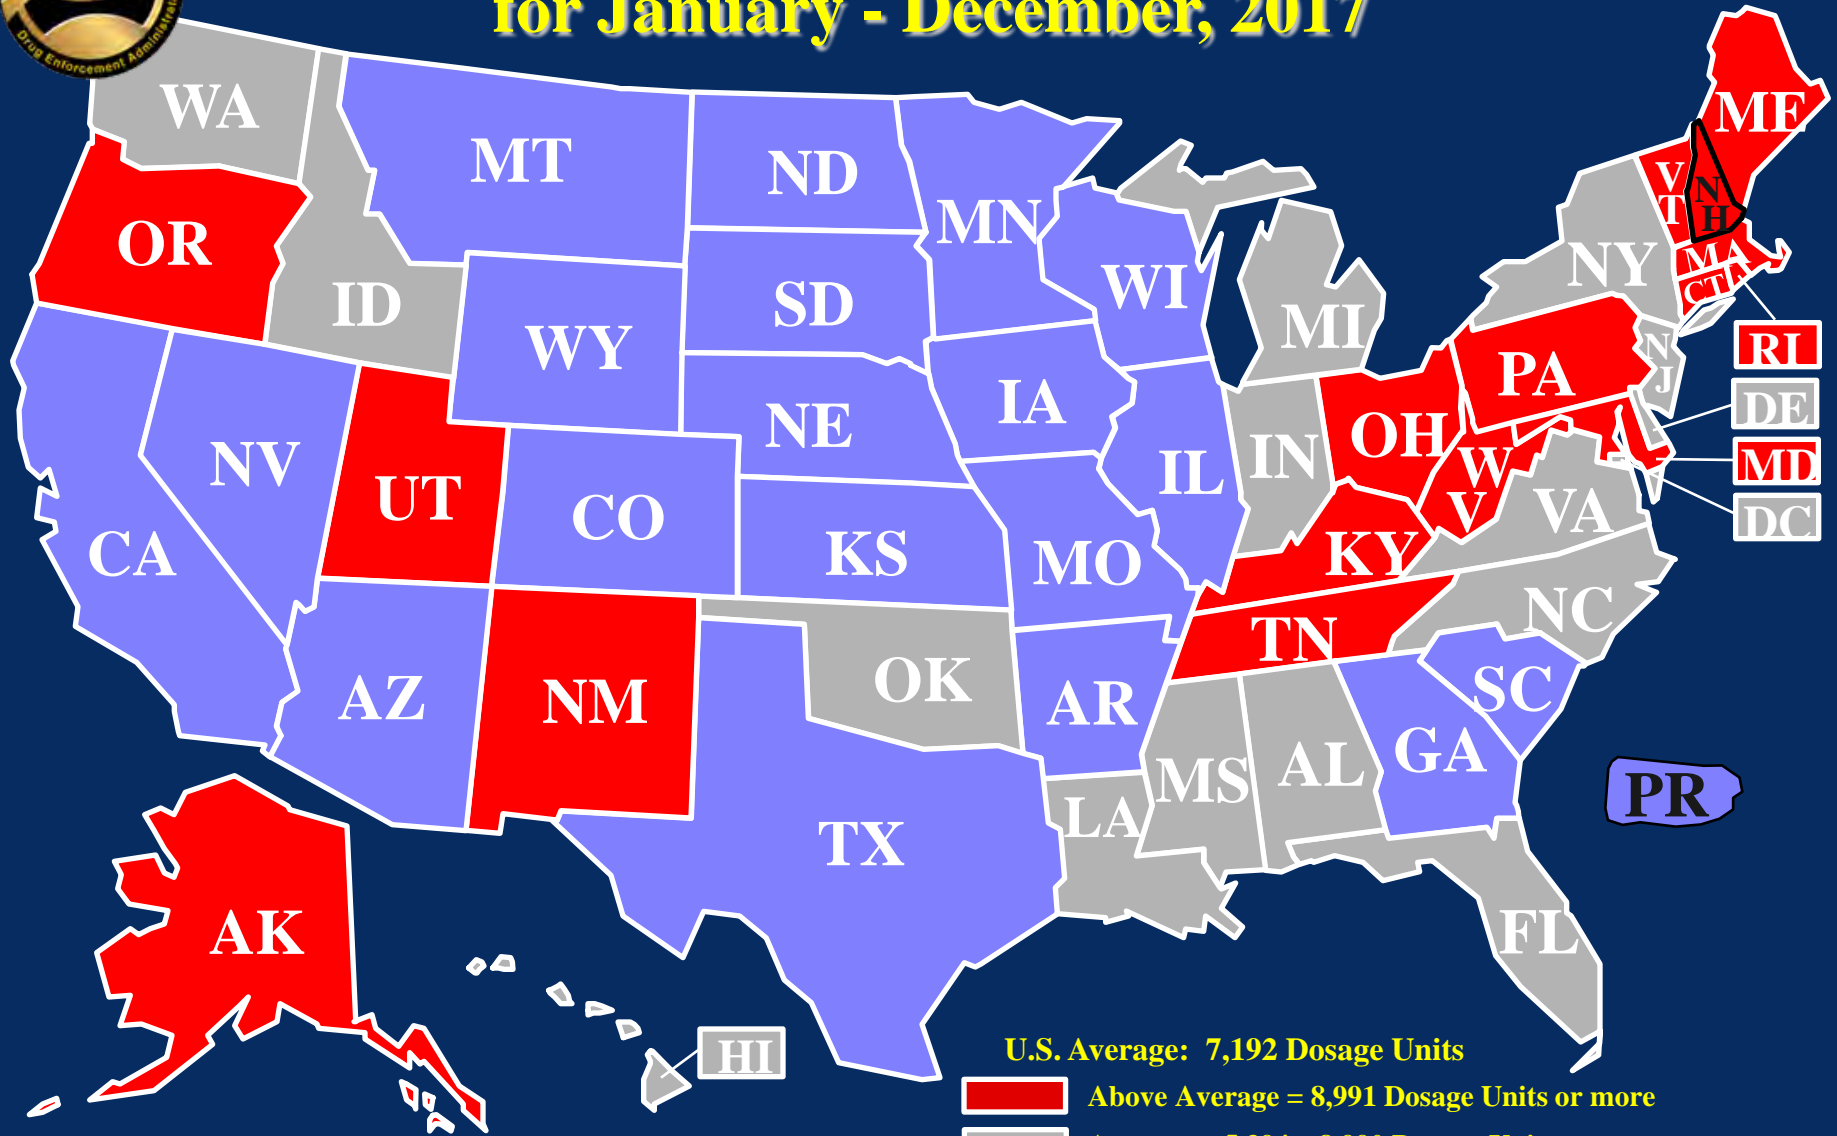 for January - December, 2017
Drug Enforcement Administra
WA
MT
ND
MN
ME
VT
NH
OR
ID
SD
WI
NY
MA
CT
MI
WY
RI
PA
NJ
IA
NE
DE
OH
NV
IL
IN
MD
WV
UT
CO
VA
DC
CA
KS
MO
KY
NC
TN
OK
SC
AZ
NM
AR
GA
AL
MS
PR
LA
TX
AK
FL
HI
U.S. Average: 7,192 Dosage Units
Above Average = 8,991 Dosage Units or more